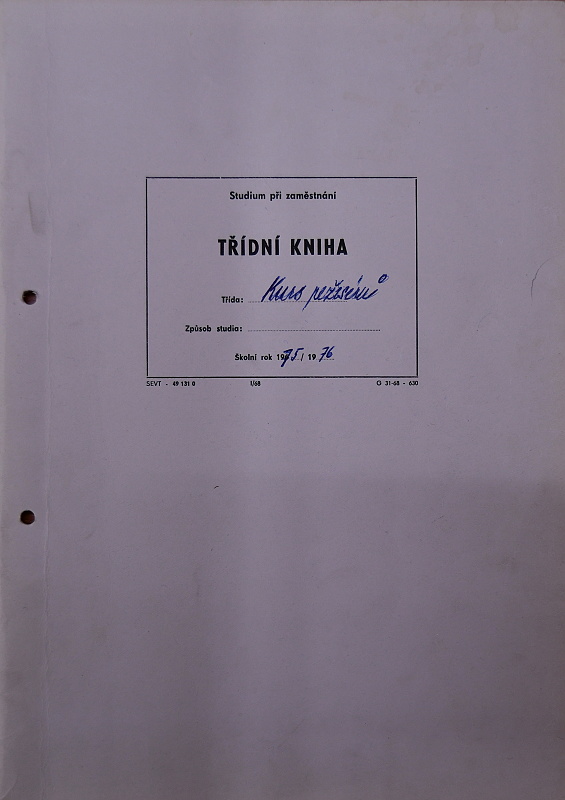 Studium při zaměstnání
TŘÍDNÍ KNIHA
Třída: Kurs režisérů
Způsob studia:
Školní rok 1975 / 1976
SEVT - 49 131 0 1/68 G 31-68 - 630